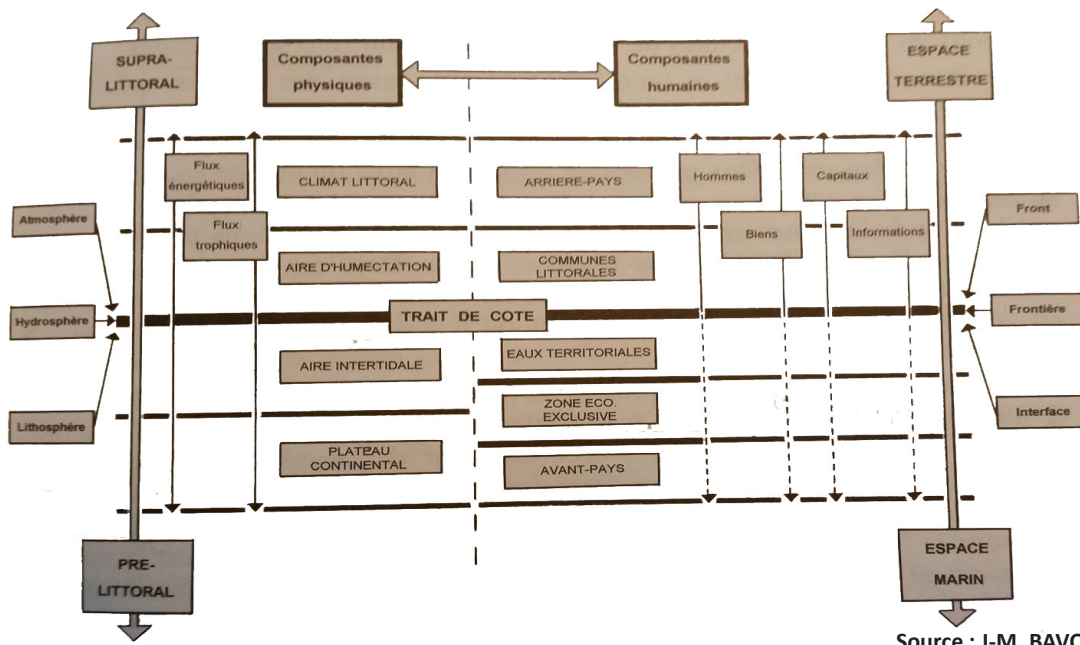 SUPRA-
LITTORAL
Composantes
physiques
Composantes
humaines
ESPACE
TERRESTRE
Flux
énergétiques
CLIMAT LITTORAL
ARRIERE-PAYS
Hommes
Capitaux
Atmosphère
Flux
trophiques
Biens
Informations
Front
AIRE D'HUMECTATION
COMMUNES
LITTORALES
Hydrosphère
TRAIT DE COTE
Frontière
AIRE INTERTIDALE
EAUX TERRITORIALES
Lithosphère
ZONE ECO.
EXCLUSIVE
Interface
PLATEAU
CONTINENTAL
AVANT-PAYS
PRE-
LITTORAL
ESPACE
MARIN
Source : J-M. BAVO